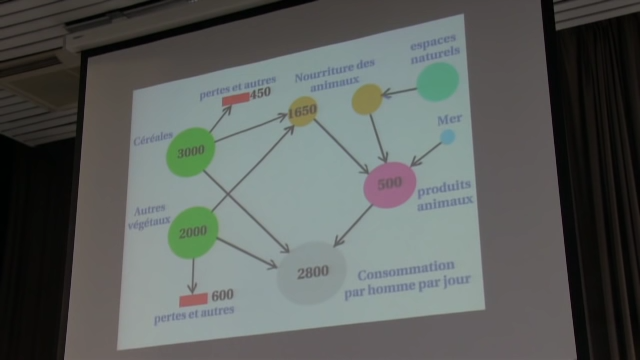 espaces
naturels
Nourriture des
animaux
pertes et autres
450
1650
Mer
Céréales
3000
500
produits
animaux
Autres
végétaux
2000
2800
Consommation
par homme par jour
600
pertes et autres